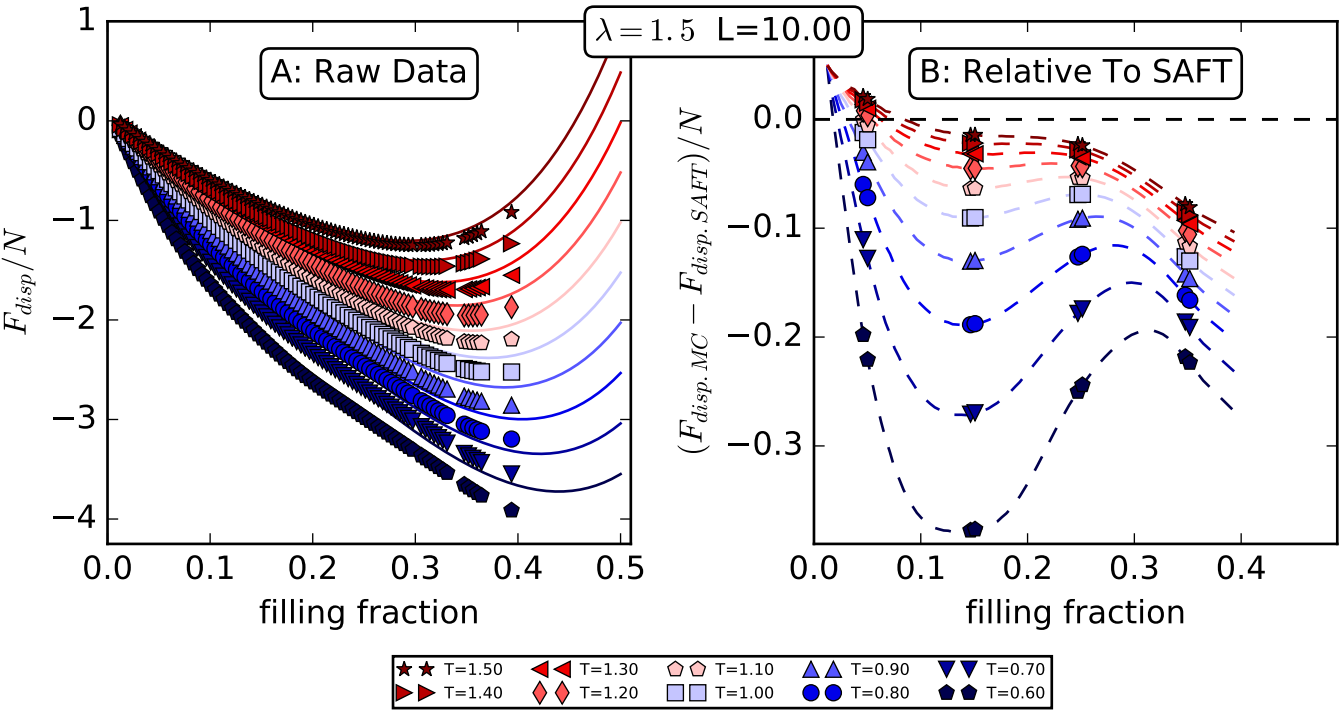 λ = 1.5 L=10.00
A: Raw Data
1
0
−1
−2
−3
−4
F_disp/N
0.0 0.1 0.2 0.3 0.4 0.5
filling fraction
B: Relative To SAFT
0.0
−0.1
−0.2
−0.3
(F_disp. MC − F_disp. SAFT)/N
0.0 0.1 0.2 0.3 0.4
filling fraction
T=1.50 T=1.30 T=1.10 T=0.90 T=0.70
T=1.40 T=1.20 T=1.00 T=0.80 T=0.60